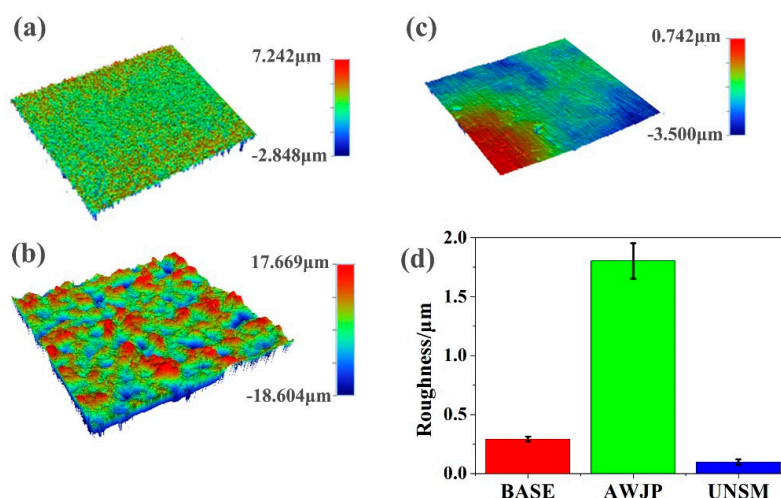 (a)
7.242μm
-2.848μm
(c)
0.742μm
-3.500μm
(b)
17.669μm
-18.604μm
(d)
Roughness/μm
2.0
1.5
1.0
0.5
0.0
BASE
AWJP
UNSM